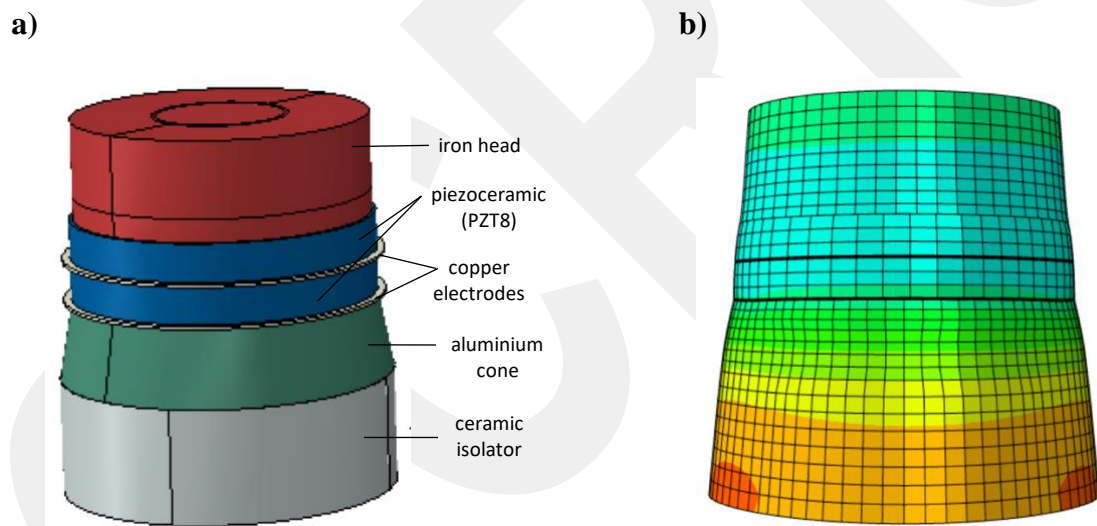 a)
b)
iron head
piezoceramic
(PZT8)
copper
electrodes
aluminium
cone
ceramic
isolator